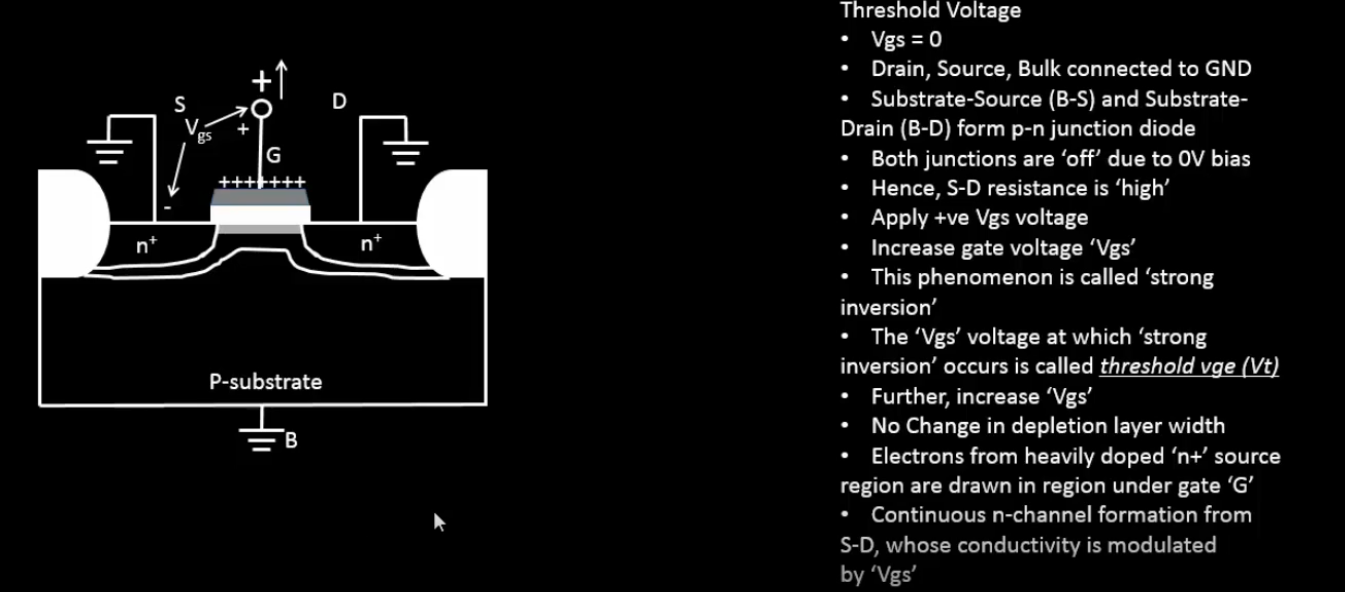 Threshold Voltage
• Vgs = 0
• Drain, Source, Bulk connected to GND
• Substrate-Source (B-S) and Substrate-
Drain (B-D) form p-n junction diode
• Both junctions are ‘off’ due to 0V bias
• Hence, S-D resistance is ‘high’
• Apply +ve Vgs voltage
• Increase gate voltage ‘Vgs’
• This phenomenon is called ‘strong
inversion’
• The ‘Vgs’ voltage at which ‘strong
inversion’ occurs is called threshold vge (Vt)
• Further, increase ‘Vgs’
• No Change in depletion layer width
• Electrons from heavily doped ‘n+’ source
region are drawn in region under gate ‘G’
• Continuous n-channel formation from
S-D, whose conductivity is modulated
by ‘Vgs’
+
S
D
Vgs
+
G
+++++++
-
n+
n+
P-substrate
B